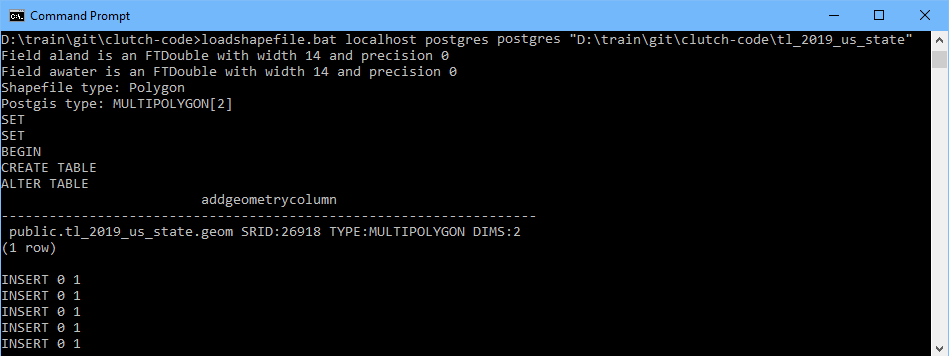 Command Prompt
D:\train\git\clutch-code>loadshapefile.bat localhost postgres postgres "D:\train\git\clutch-code\tl_2019_us_state"
Field aland is an FTDouble with width 14 and precision 0
Field awater is an FTDouble with width 14 and precision 0
Shapefile type: Polygon
Postgis type: MULTIPOLYGON[2]
SET
SET
BEGIN
CREATE TABLE
ALTER TABLE
addgeometrycolumn
-------------------------------------------------------------------
public.tl_2019_us_state.geom SRID:26918 TYPE:MULTIPOLYGON DIMS:2
(1 row)
INSERT 0 1
INSERT 0 1
INSERT 0 1
INSERT 0 1
INSERT 0 1